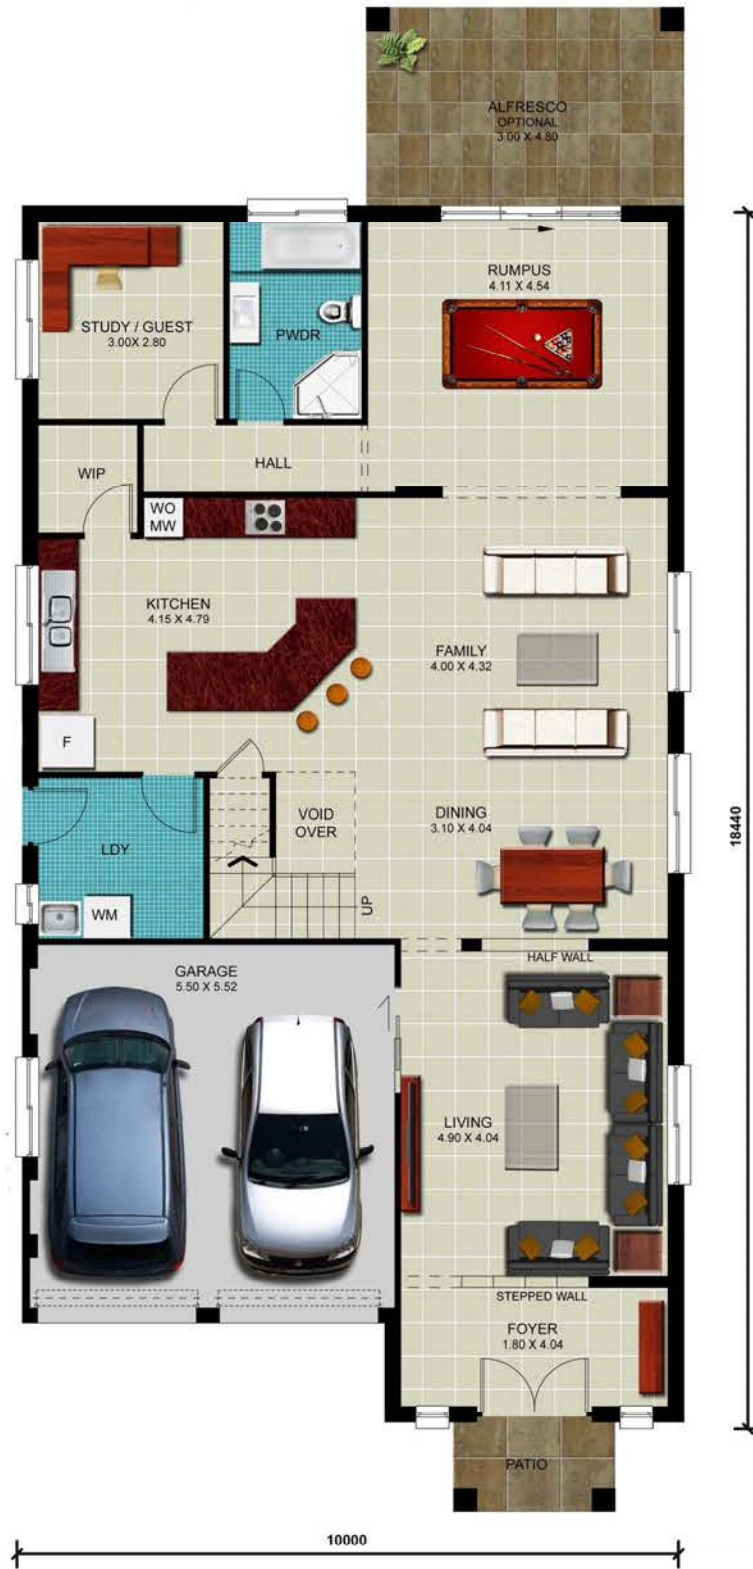 ALFRESCO
OPTIONAL
3.00 X 4.80
RUMPUS
4.11 X 4.54
STUDY / GUEST
3.00X 2.80
PWDR
HALL
WIP
WO
MW
KITCHEN
4.15 X 4.79
FAMILY
4.00 X 4.32
F
VOID
OVER
DINING
3.10 X 4.04
18440
LDY
WM
UP
HALF WALL
GARAGE
5.50 X 5.52
LIVING
4.90 X 4.04
STEPPED WALL
FOYER
1.80 X 4.04
PATIO
10000